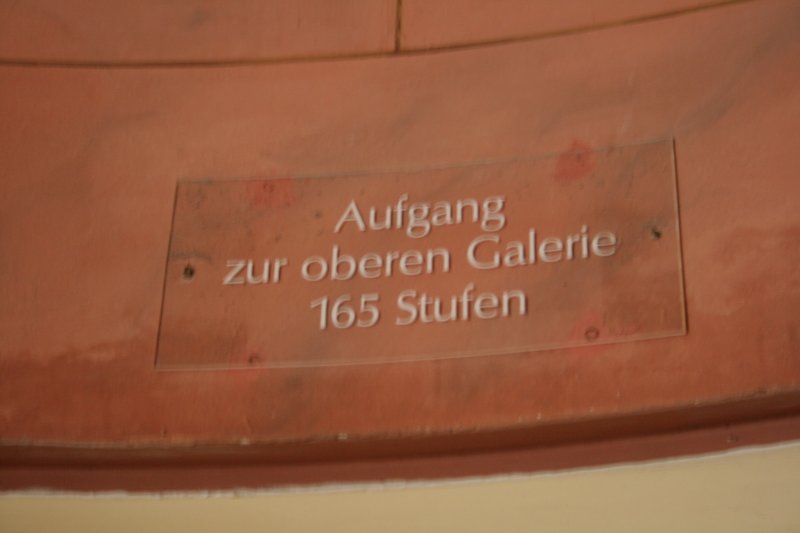 Aufgang
zur oberen Galerie
165 Stufen